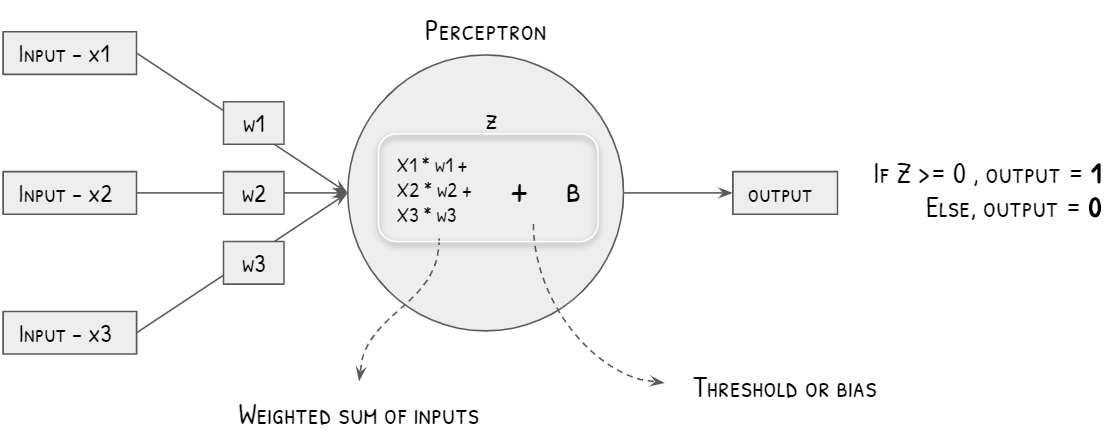 Perceptron
Input - x1
w1
Z
X1 * w1 +
X2 * w2 +
X3 * w3
+ B
Input - x2
w2
output
If Z >= 0 , output = 1
Else, output = 0
w3
Input - x3
Weighted sum of inputs
Threshold or bias